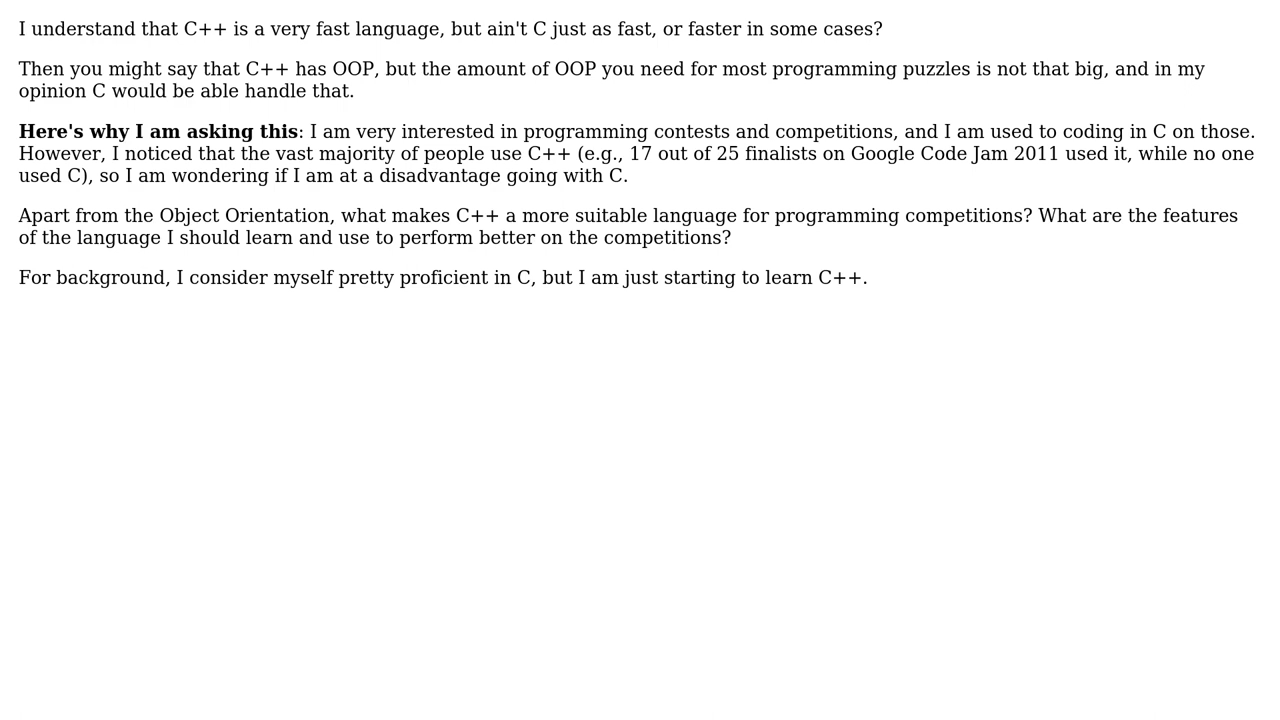 I understand that C++ is a very fast language, but ain't C just as fast, or faster in some cases?
Then you might say that C++ has OOP, but the amount of OOP you need for most programming puzzles is not that big, and in my
opinion C would be able handle that.
Here's why I am asking this: I am very interested in programming contests and competitions, and I am used to coding in C on those.
However, I noticed that the vast majority of people use C++ (e.g., 17 out of 25 finalists on Google Code Jam 2011 used it, while no one
used C), so I am wondering if I am at a disadvantage going with C.
Apart from the Object Orientation, what makes C++ a more suitable language for programming competitions? What are the features
of the language I should learn and use to perform better on the competitions?
For background, I consider myself pretty proficient in C, but I am just starting to learn C++.